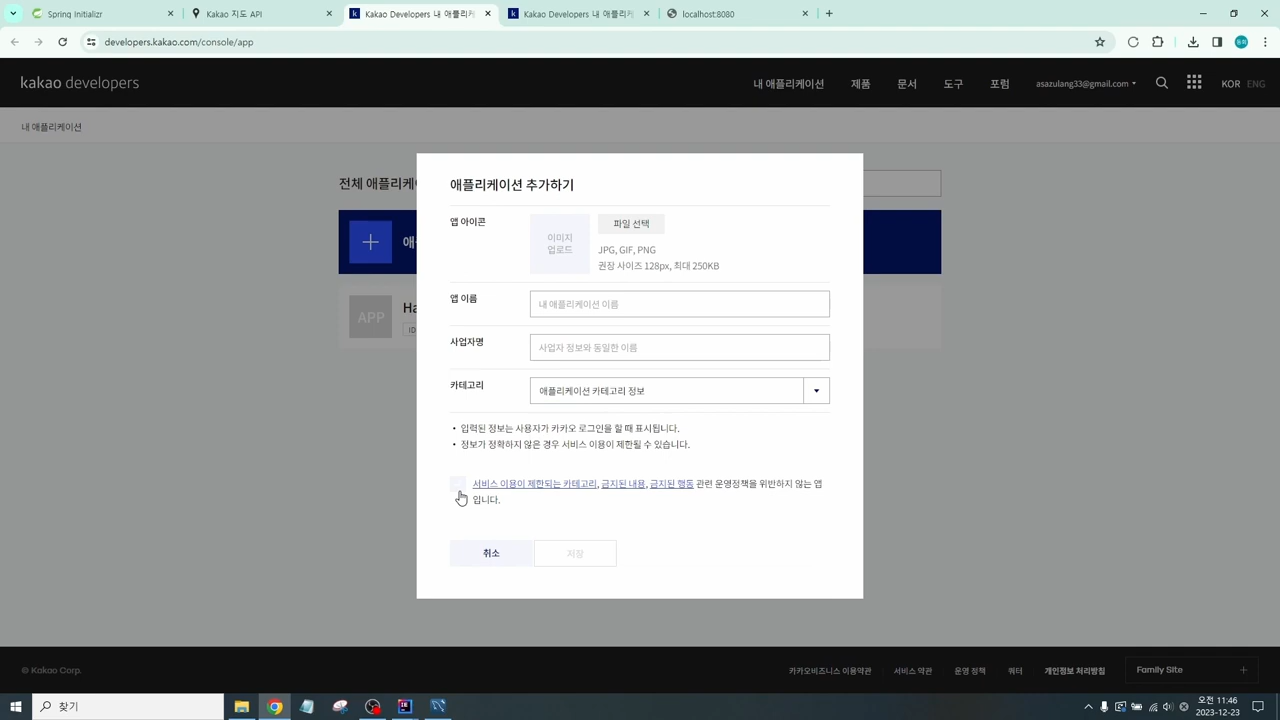 Spring Initializr
Kakao 지도 API
Kakao Developers 내 애플리케
Kakao Developers 내 애플리케
localhost:8080
developers.kakao.com/console/app
동희
kakao developers
내 애플리케이션
제품
문서
도구
포럼
asazulang33@gmail.com
KOR ENG
내 애플리케이션
전체 애플리케이
애플
APP
Ha
ID
애플리케이션 추가하기
앱 아이콘
이미지
업로드
파일 선택
JPG, GIF, PNG
권장 사이즈 128px, 최대 250KB
앱 이름
내 애플리케이션 이름
사업자명
사업자 정보와 동일한 이름
카테고리
애플리케이션 카테고리 정보
• 입력된 정보는 사용자가 카카오 로그인을 할 때 표시됩니다.
• 정보가 정확하지 않은 경우 서비스 이용이 제한될 수 있습니다.
서비스 이용이 제한되는 카테고리, 금지된 내용, 금지된 행동 관련 운영정책을 위반하지 않는 앱
입니다.
취소
저장
© Kakao Corp.
카카오비즈니스 이용약관
서비스 약관
운영 정책
쿼터
개인정보 처리방침
Family Site
찾기
오전 11:46
2023-12-23